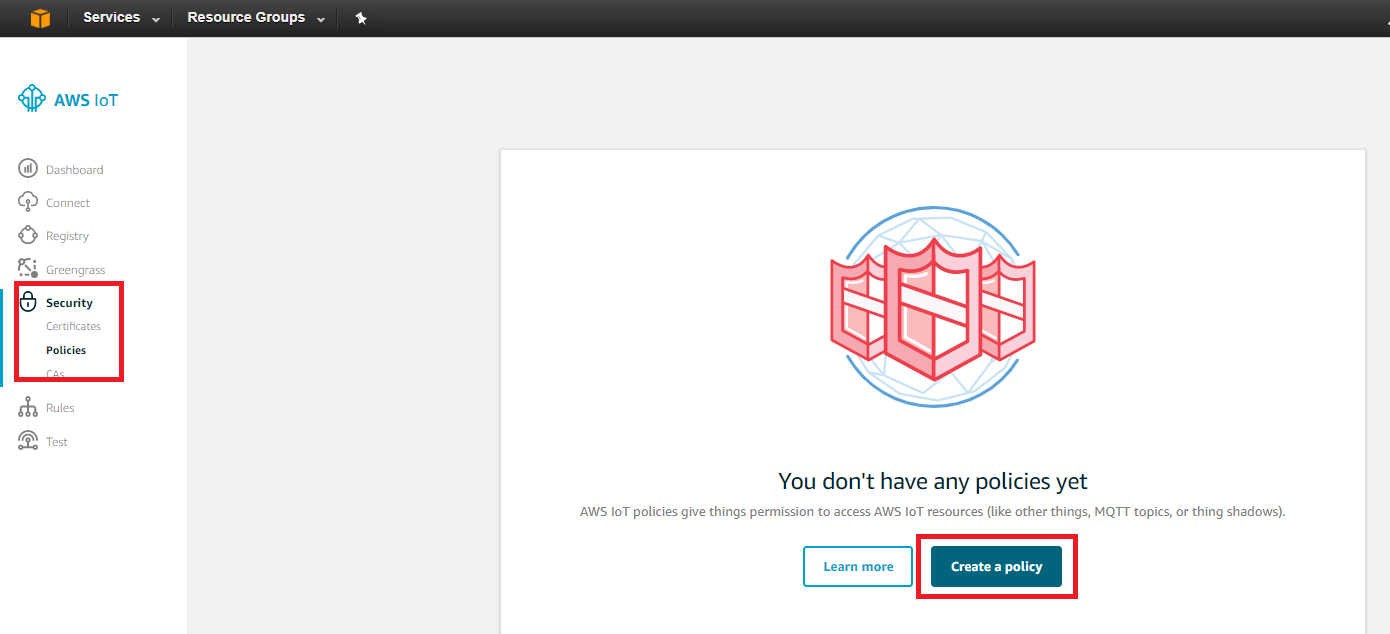 Services
Resource Groups
AWS IoT
Dashboard
Connect
Registry
Greengrass
Security
Certificates
Policies
CAs
Rules
Test
You don't have any policies yet
AWS IoT policies give things permission to access AWS IoT resources (like other things, MQTT topics, or thing shadows).
Learn more
Create a policy